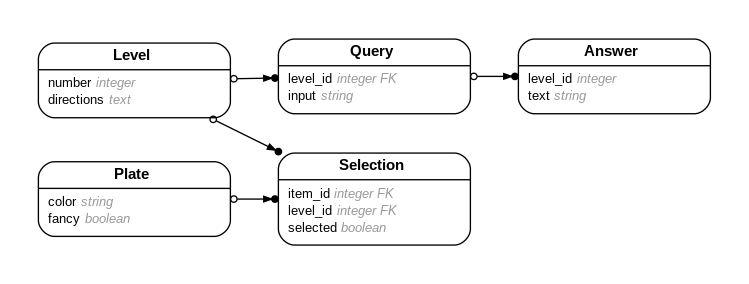 Level
number integer
directions text
Query
level_id integer FK
input string
Answer
level_id integer
text string
Plate
color string
fancy boolean
Selection
item_id integer FK
level_id integer FK
selected boolean